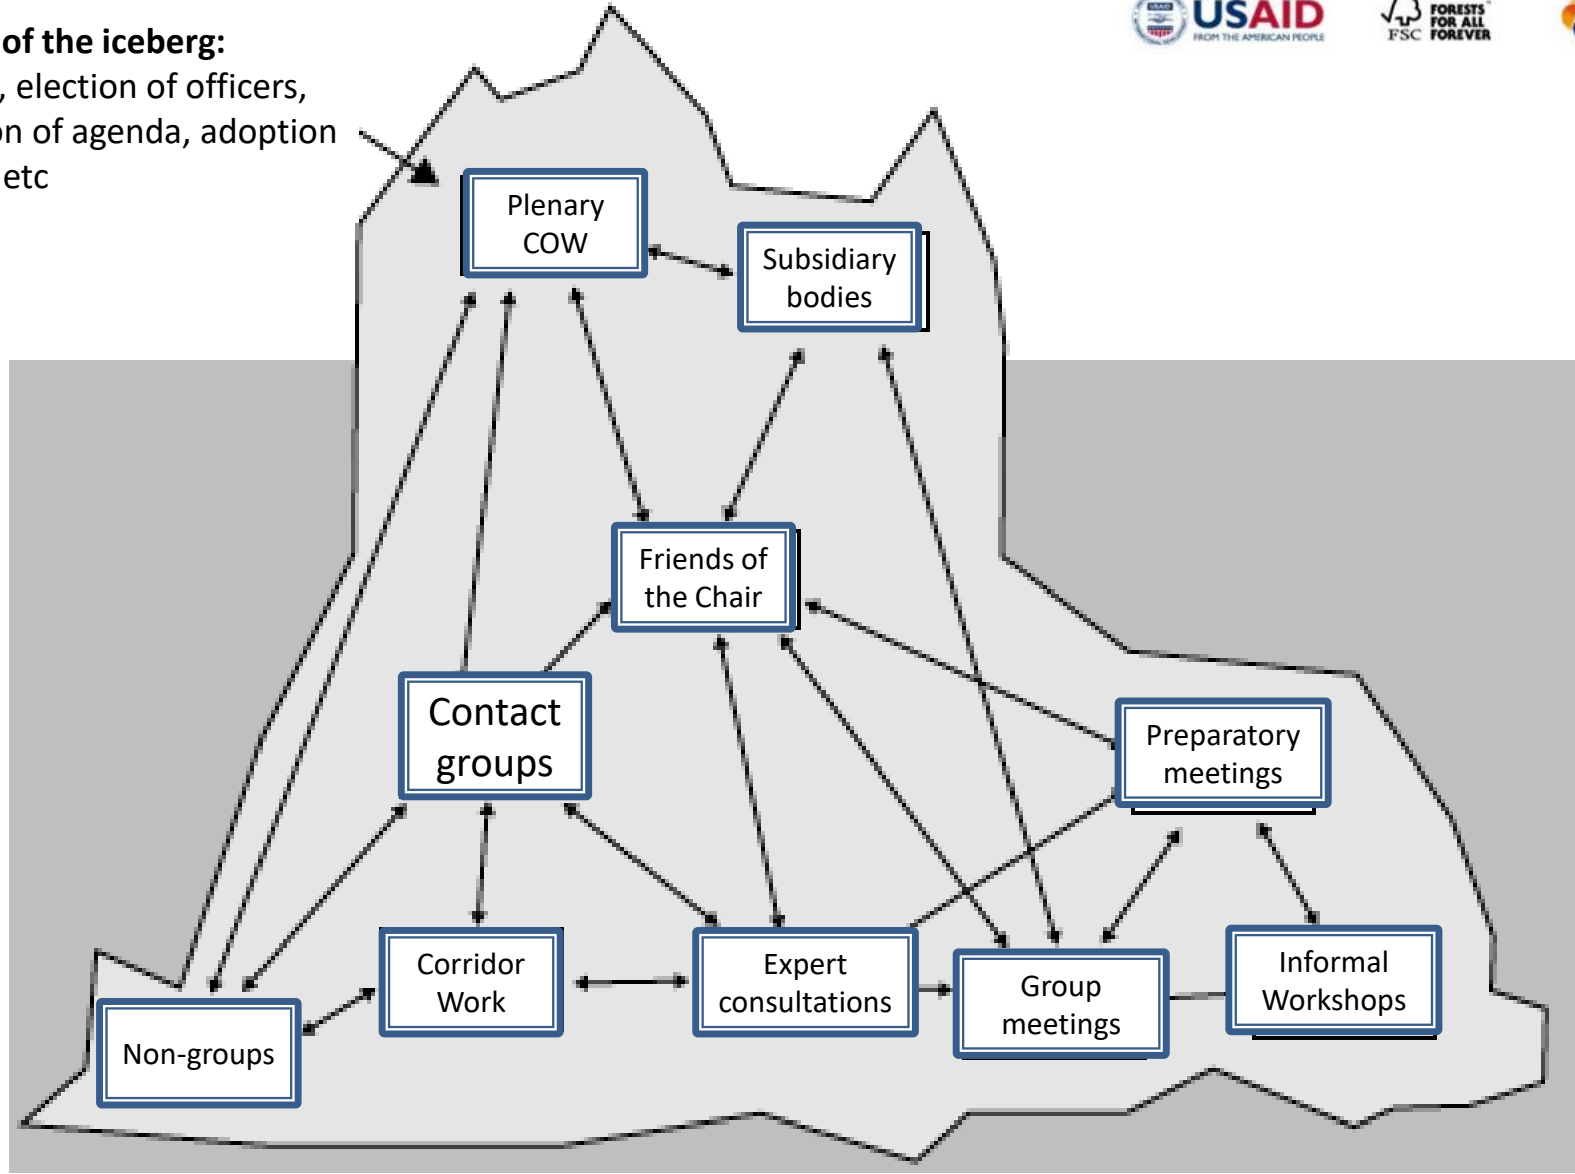 of the iceberg:
, election of officers,
on of agenda, adoption
etc
USAID
FROM THE AMERICAN PEOPLE
FSC
FORESTS
FOR ALL
FOREVER
Plenary
COW
Subsidiary
bodies
Friends of
the Chair
Contact
groups
Preparatory
meetings
Corridor
Work
Expert
consultations
Group
meetings
Informal
Workshops
Non-groups